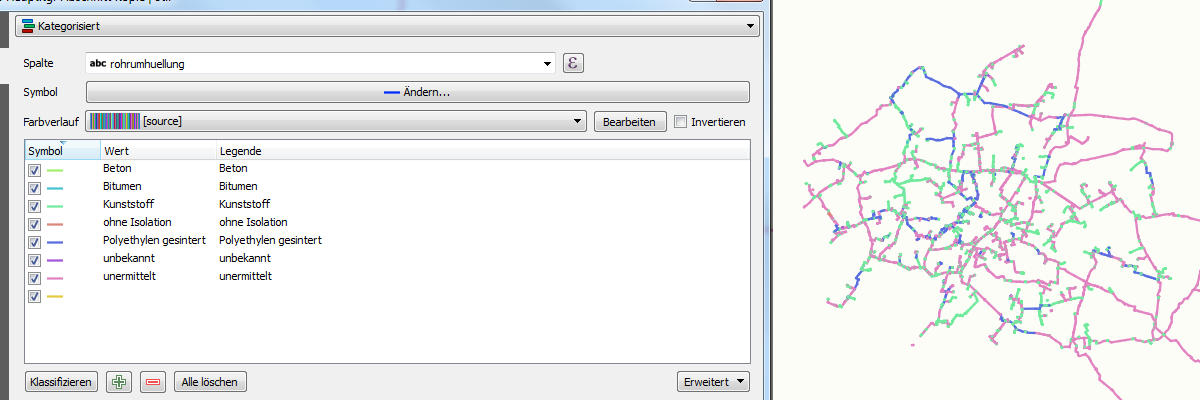 Kategorisiert
Spalte abc rohrumhuellung ε
Symbol Ändern...
Farbverlauf [source] Bearbeiten Invertieren
Symbol Wert Legende
Beton Beton
Bitumen Bitumen
Kunststoff Kunststoff
ohne Isolation ohne Isolation
Polyethylen gesintert Polyethylen gesintert
unbekannt unbekannt
unermittelt unermittelt
Klassifizieren Alle löschen Erweitert